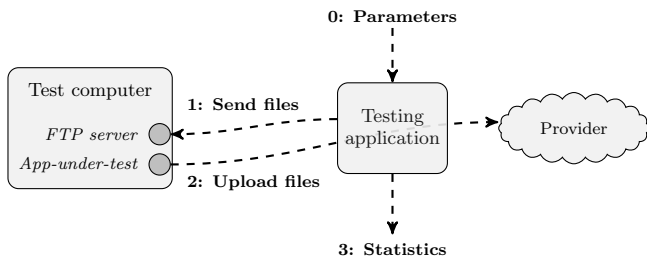 0: Parameters
Test computer
1: Send files
FTP server
App-under-test
2: Upload files
Testing
application
Provider
3: Statistics